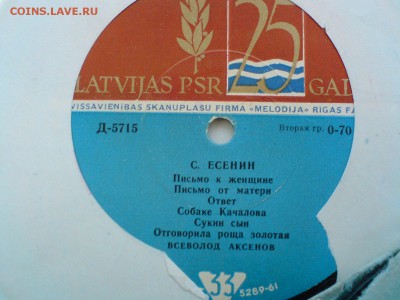 COINS.LAVE.RU
25
LATVIJAS PSR GAD
VISSAVIENĪBAS SKAŅUPLAŠU FIRMA «MELODIJA» RĪGAS FA
Д-5715
Вторая гр. 0-70
С. ЕСЕНИН
Письмо к женщине
Письмо от матери
Ответ
Собаке Качалова
Сукин сын
Отговорила роща золотая
ВСЕВОЛОД АКСЕНОВ
33
5289-61